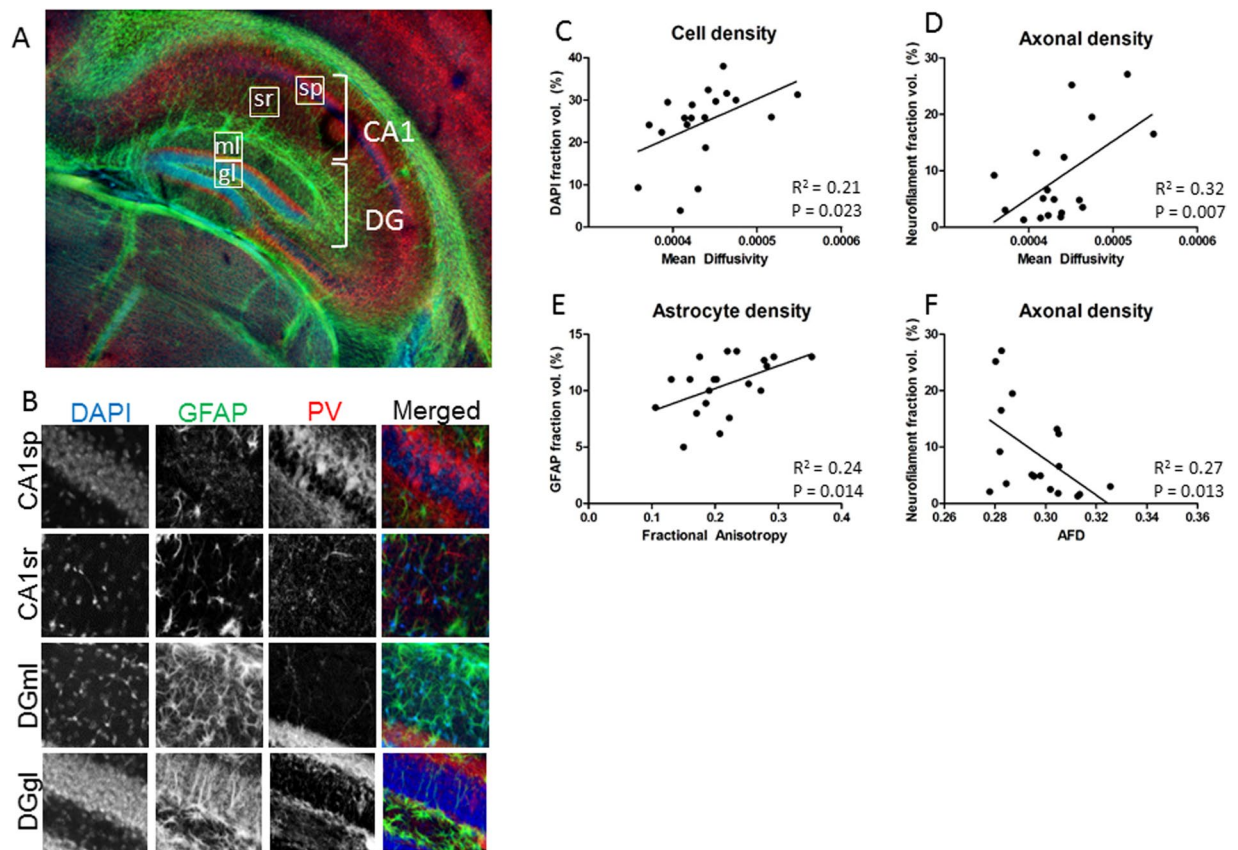 A
sp
sr
CA1
ml
gl
DG
B
DAPI GFAP PV Merged
CA1sp
CA1sr
DGml
DGgl
C
Cell density
DAPI fraction vol. (%)
40
30
20
10
0
R² = 0.21
P = 0.023
0.0004 0.0005 0.0006
Mean Diffusivity
D
Axonal density
Neurofilament fraction vol. (%)
30
20
10
0
R² = 0.32
P = 0.007
0.0004 0.0005 0.0006
Mean Diffusivity
E
Astrocyte density
GFAP fraction vol. (%)
15
10
5
0
R² = 0.24
P = 0.014
0.0 0.1 0.2 0.3 0.4
Fractional Anisotropy
F
Axonal density
Neurofilament fraction vol. (%)
30
20
10
0
R² = 0.27
P = 0.013
0.26 0.28 0.30 0.32 0.34 0.36
AFD